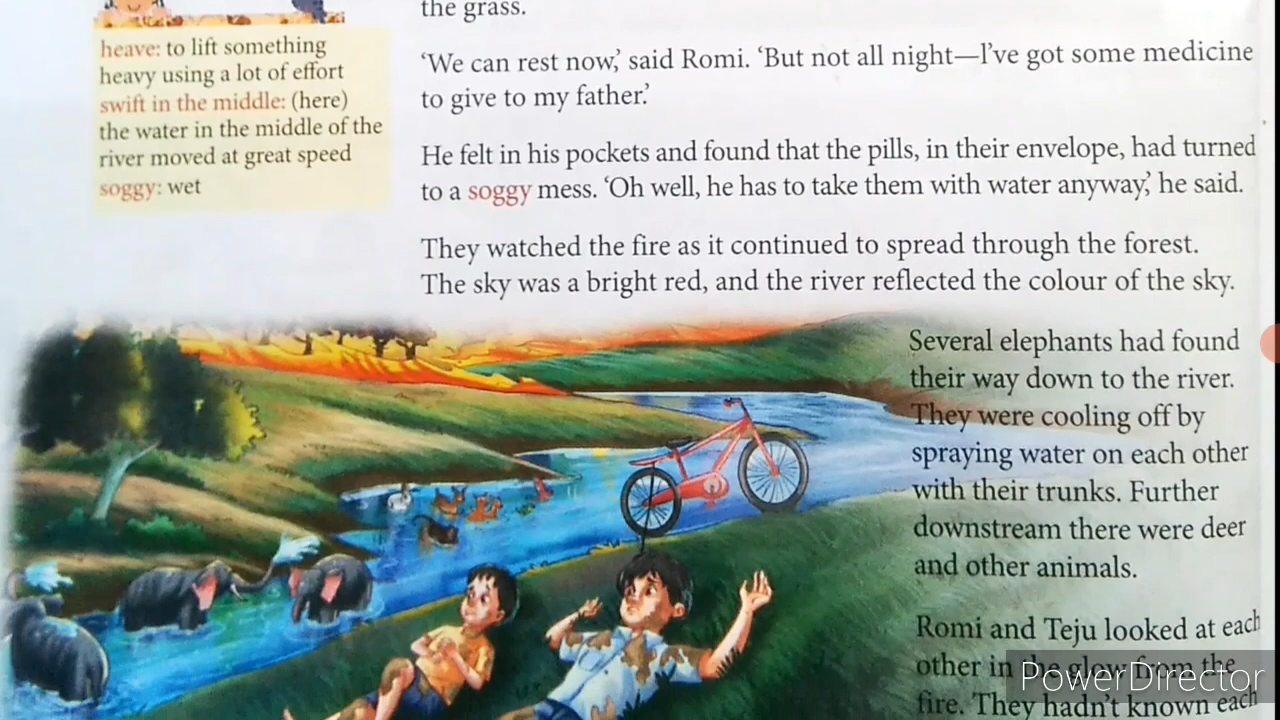 the grass.
heave: to lift something
heavy using a lot of effort
swift in the middle: (here)
the water in the middle of the
river moved at great speed
soggy: wet
‘We can rest now,’ said Romi. ‘But not all night—I’ve got some medicine
to give to my father.’
He felt in his pockets and found that the pills, in their envelope, had turned
to a soggy mess. ‘Oh well, he has to take them with water anyway,’ he said.
They watched the fire as it continued to spread through the forest.
The sky was a bright red, and the river reflected the colour of the sky.
Several elephants had found
their way down to the river.
They were cooling off by
spraying water on each other
with their trunks. Further
downstream there were deer
and other animals.
Romi and Teju looked at each
other in the glow from the
fire. They hadn’t known each
PowerDirector